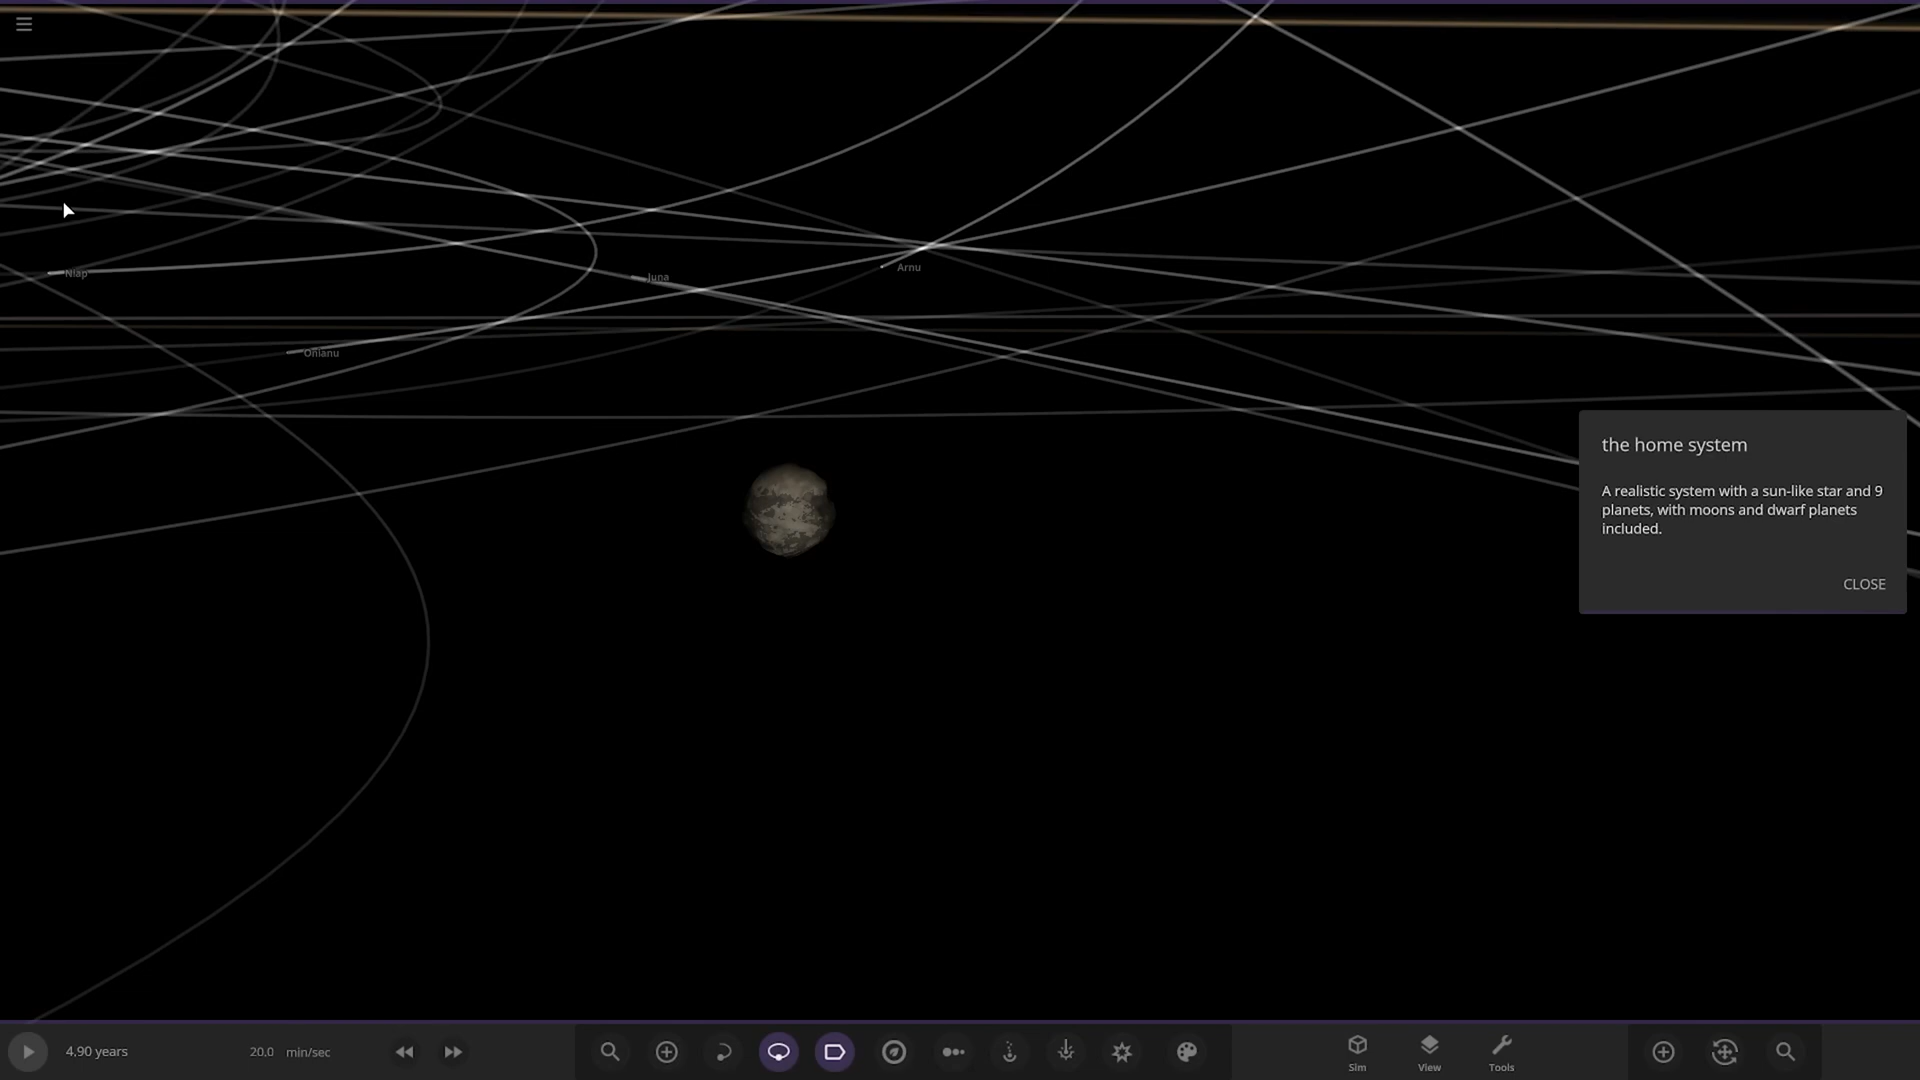 Niap
Juna
Arnu
Onianu
the home system
A realistic system with a sun-like star and 9
planets, with moons and dwarf planets
included.
CLOSE
4,90 years
20,0 min/sec
Sim
View
Tools